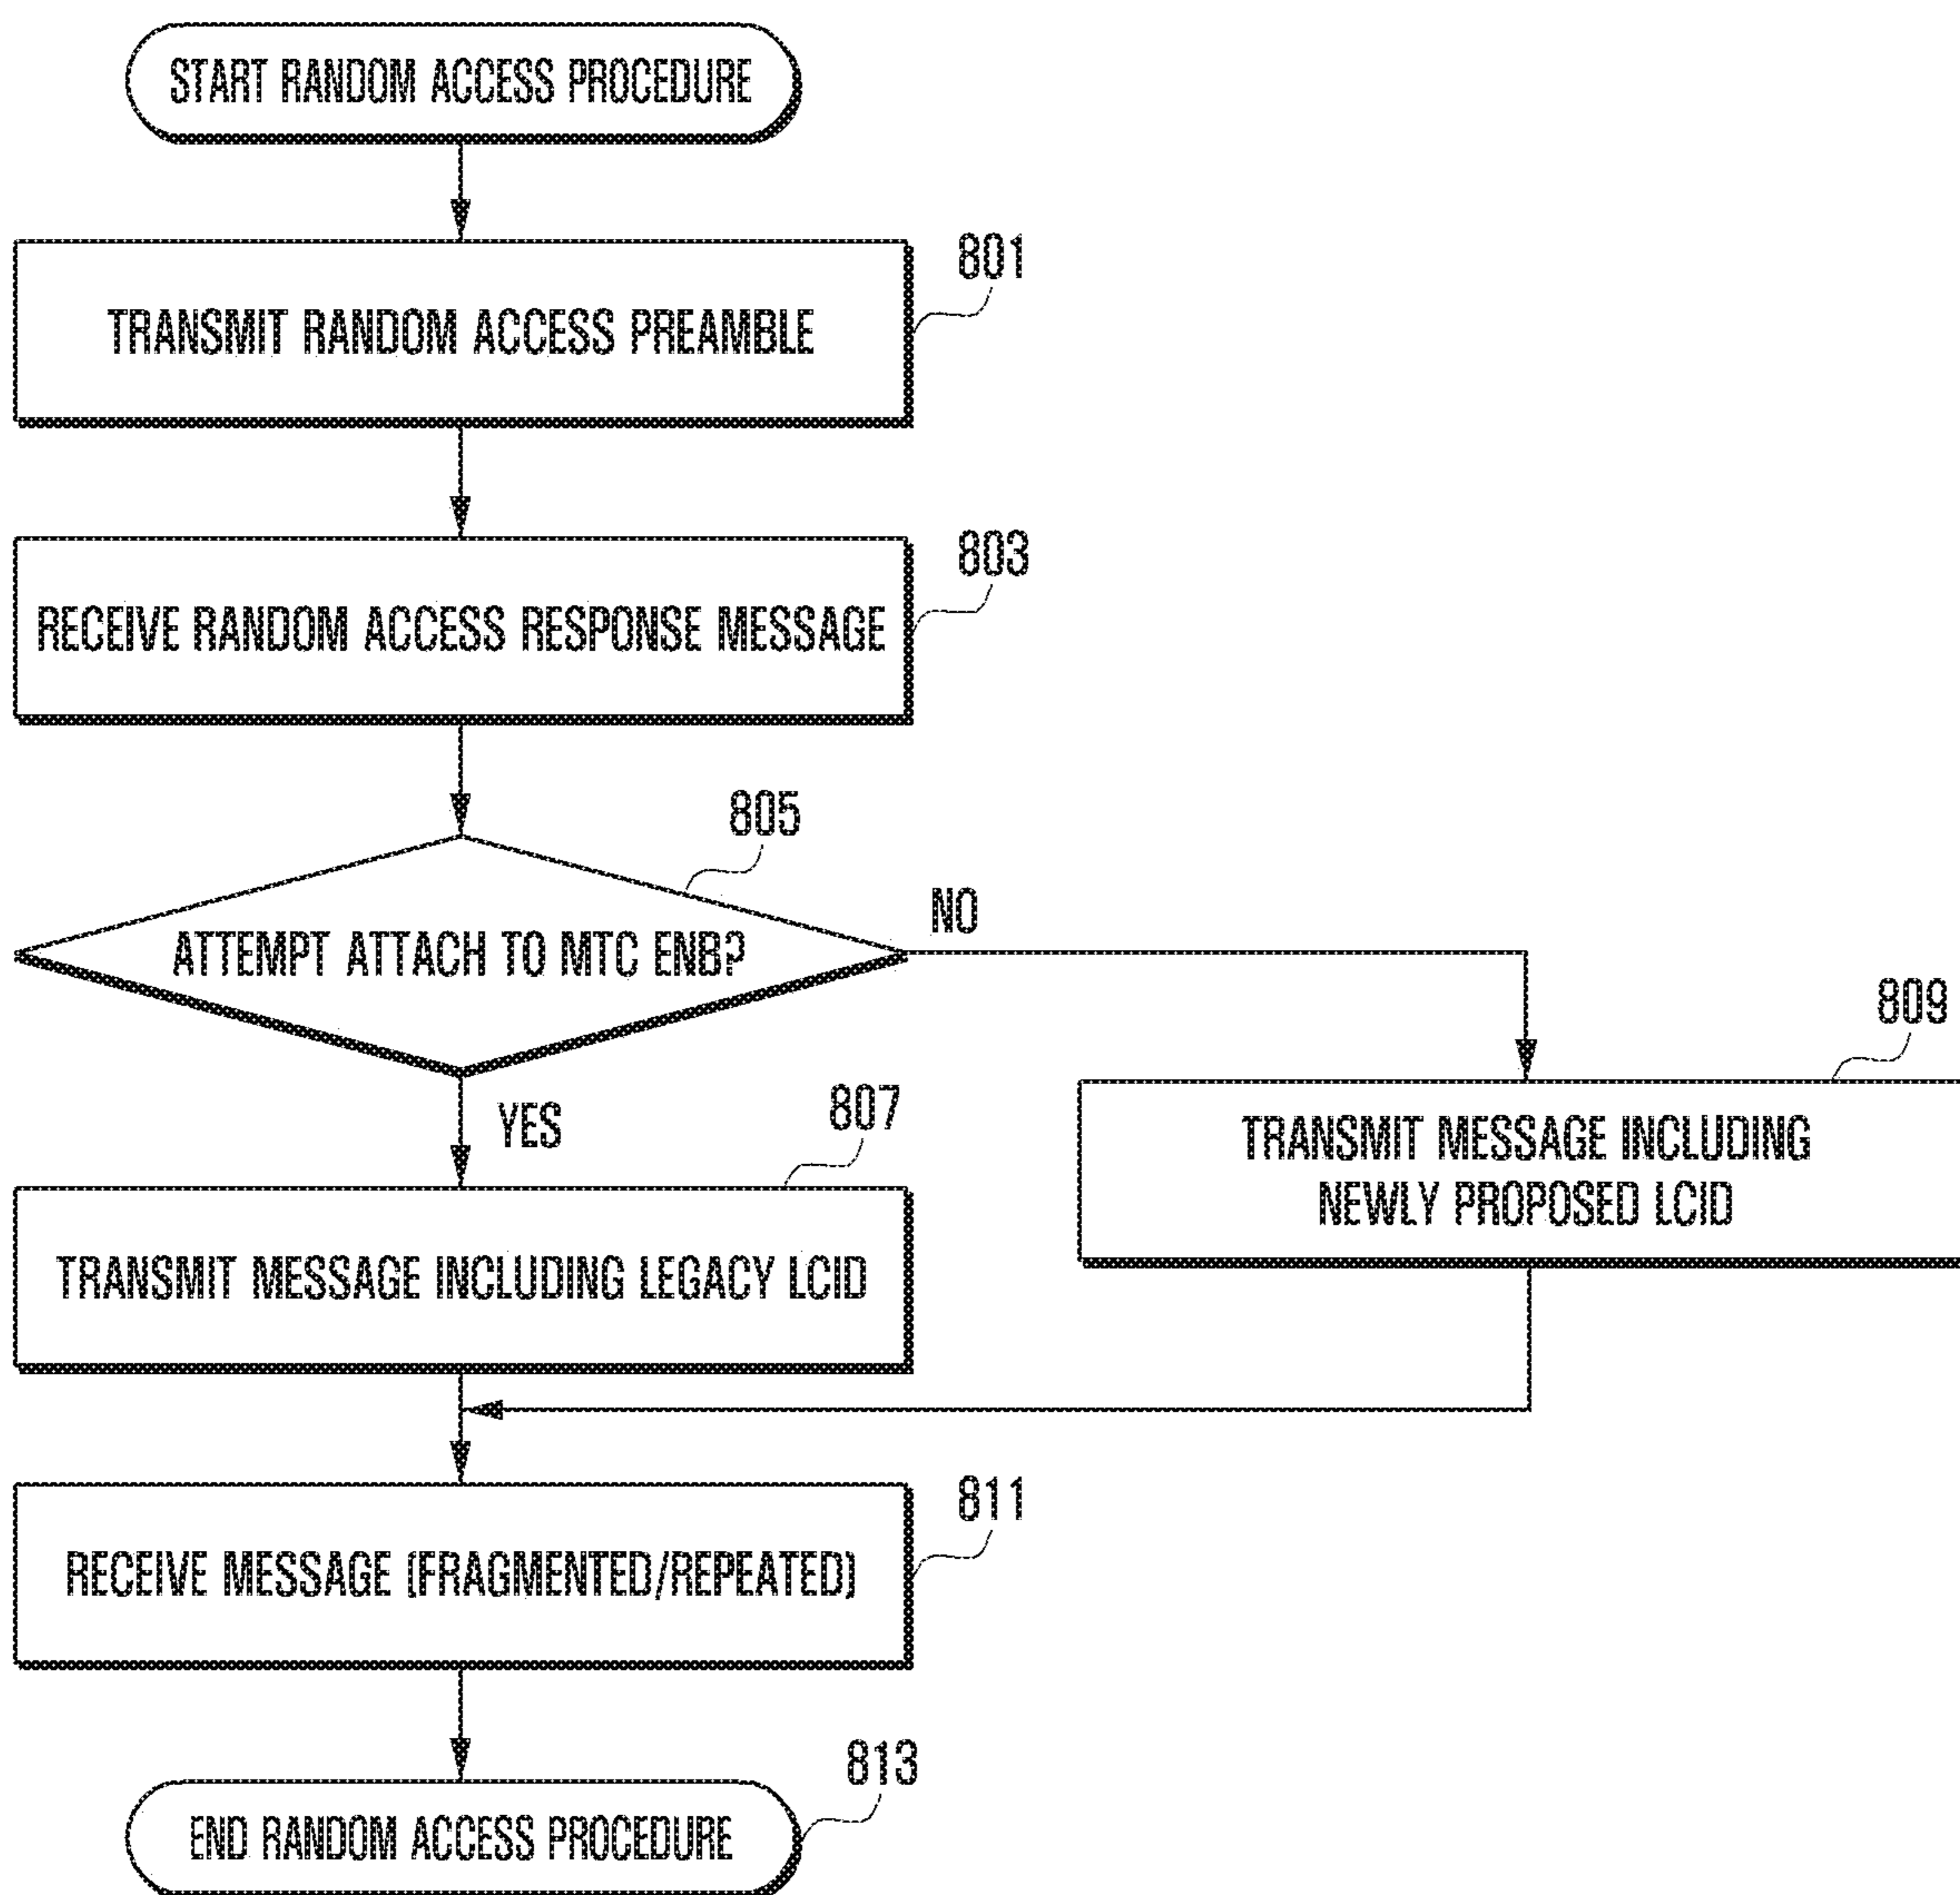 START RANDOM ACCESS PROCEDURE
801
TRANSMIT RANDOM ACCESS PREAMBLE
803
RECEIVE RANDOM ACCESS RESPONSE MESSAGE
805
ATTEMPT ATTACH TO MTC ENB?
NO
YES
807
TRANSMIT MESSAGE INCLUDING LEGACY LCID
809
TRANSMIT MESSAGE INCLUDING
NEWLY PROPOSED LCID
811
RECEIVE MESSAGE (FRAGMENTED/REPEATED)
813
END RANDOM ACCESS PROCEDURE